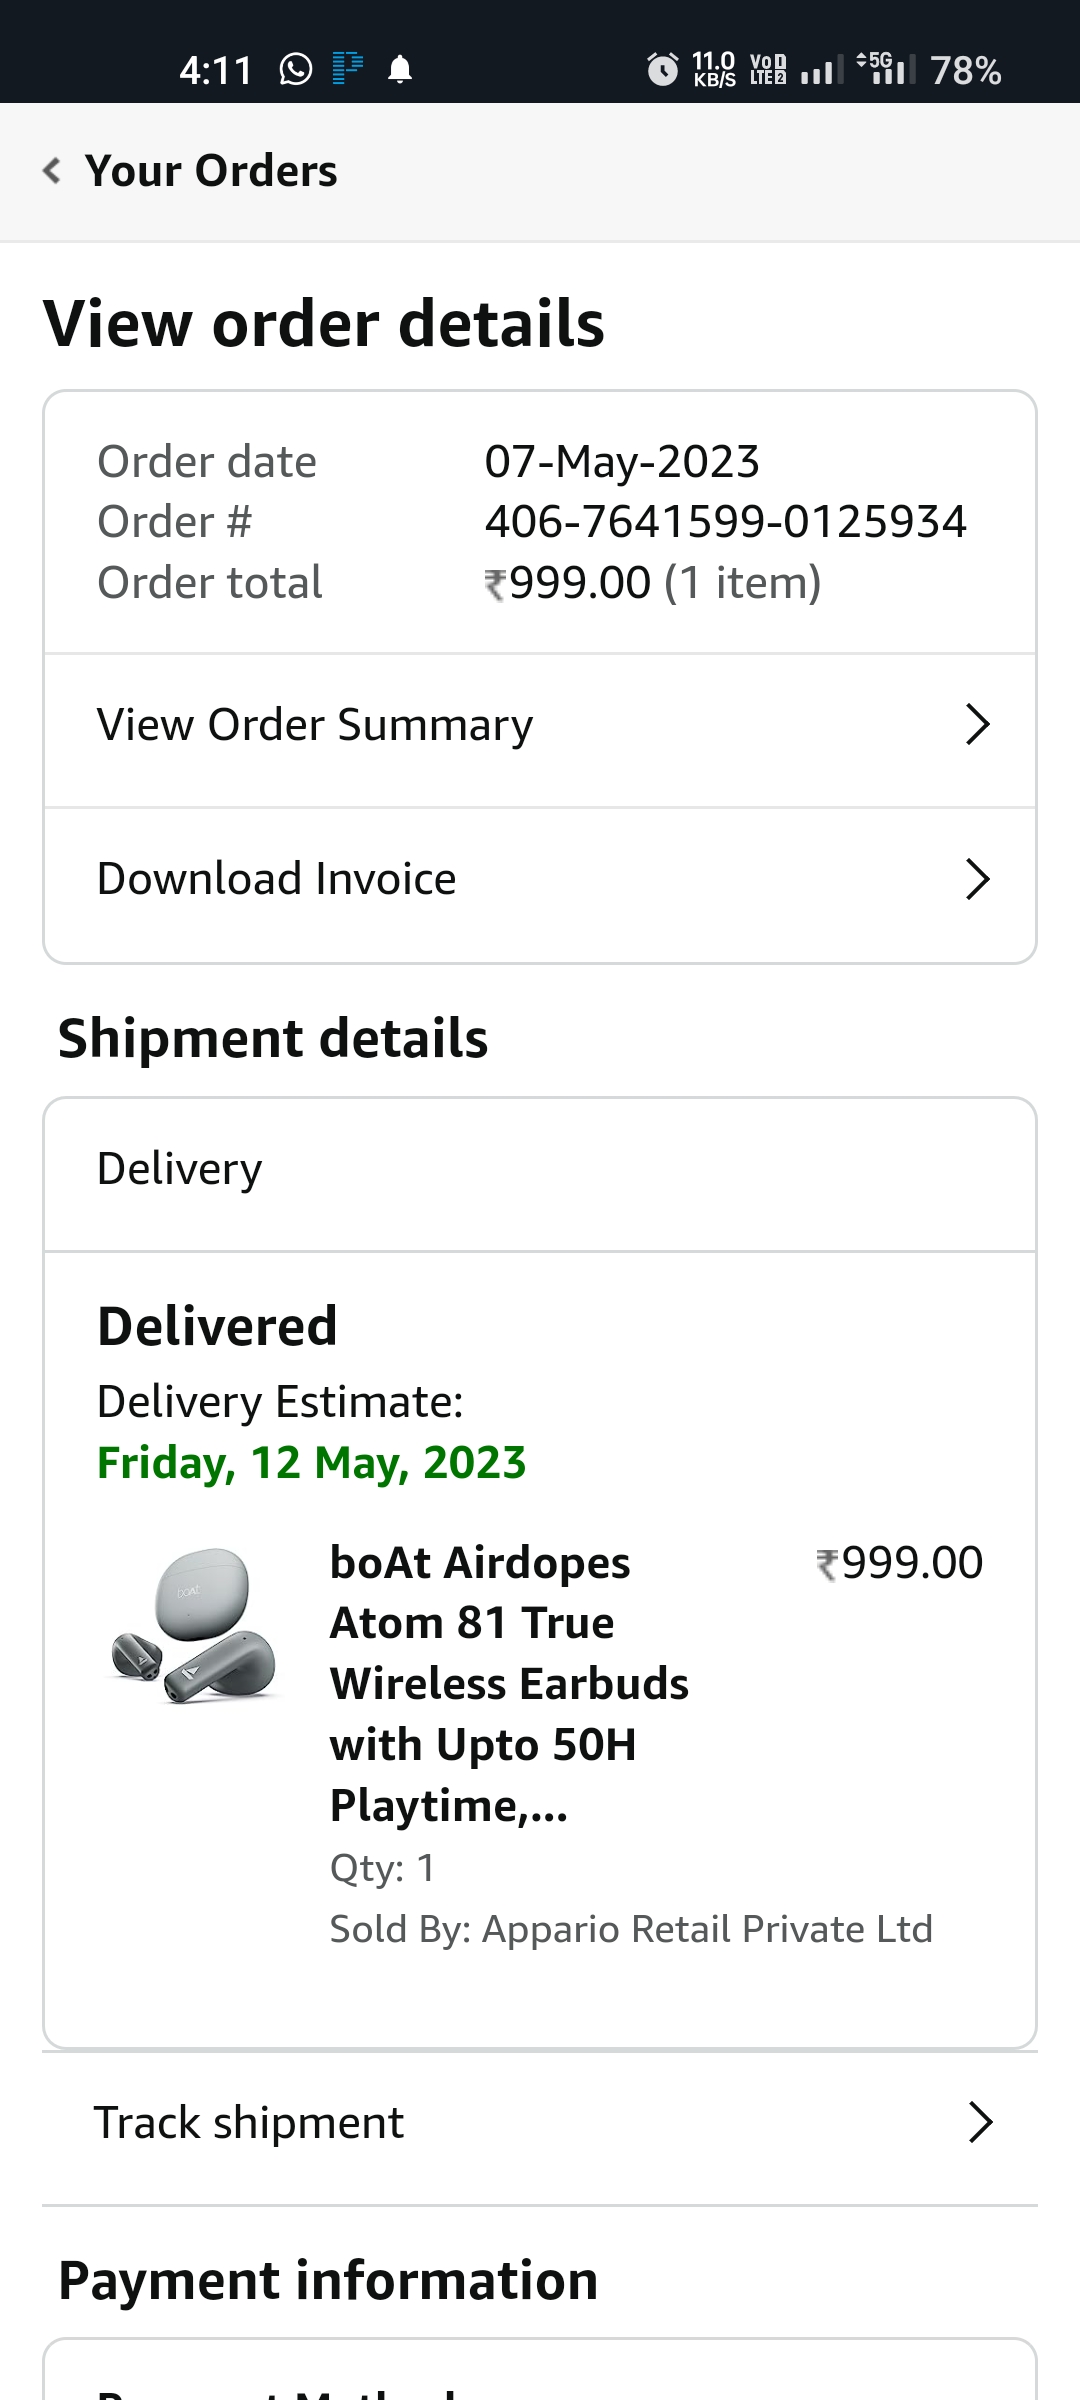 4:11 11.0 KB/S VoD LTE2 5G 78%
Your Orders
View order details
Order date 07-May-2023
Order # 406-7641599-0125934
Order total ₹999.00 (1 item)
View Order Summary
Download Invoice
Shipment details
Delivery
Delivered
Delivery Estimate:
Friday, 12 May, 2023
boAt Airdopes ₹999.00
Atom 81 True
Wireless Earbuds
with Upto 50H
Playtime,...
Qty: 1
Sold By: Appario Retail Private Ltd
Track shipment
Payment information